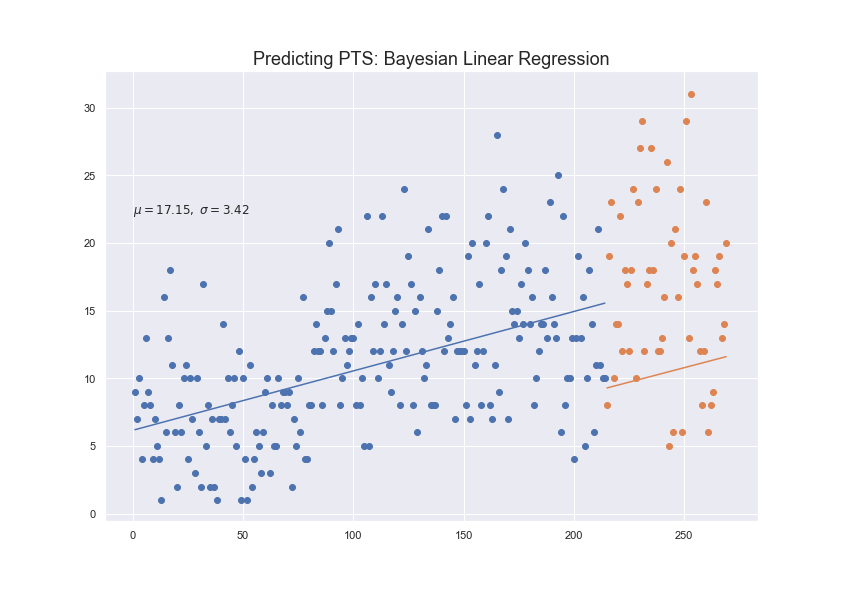 Predicting PTS: Bayesian Linear Regression
30
25
μ = 17.15, σ = 3.42
20
15
10
5
0
0 50 100 150 200 250